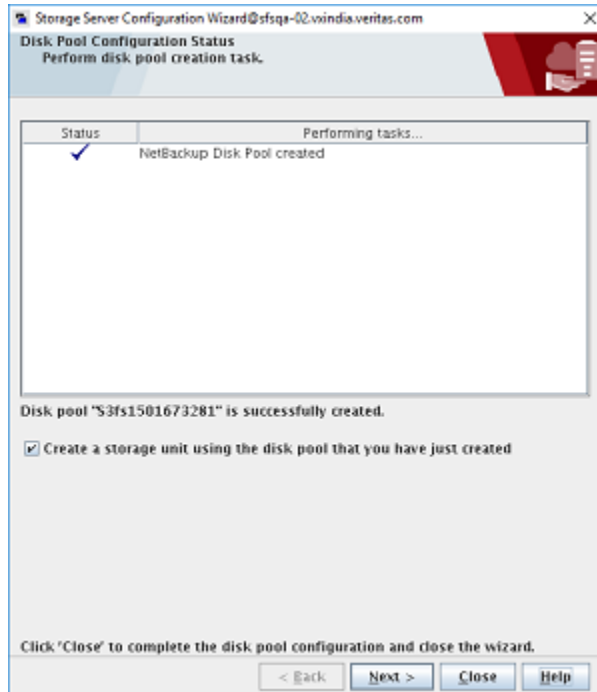 Storage Server Configuration Wizard@sfsqa-02.vxindia.veritas.com
Disk Pool Configuration Status
Perform disk pool creation task.
Status Performing tasks...
NetBackup Disk Pool created
Disk pool "S3fs1501673281" is successfully created.
Create a storage unit using the disk pool that you have just created
Click 'Close' to complete the disk pool configuration and close the wizard.
< Back Next > Close Help